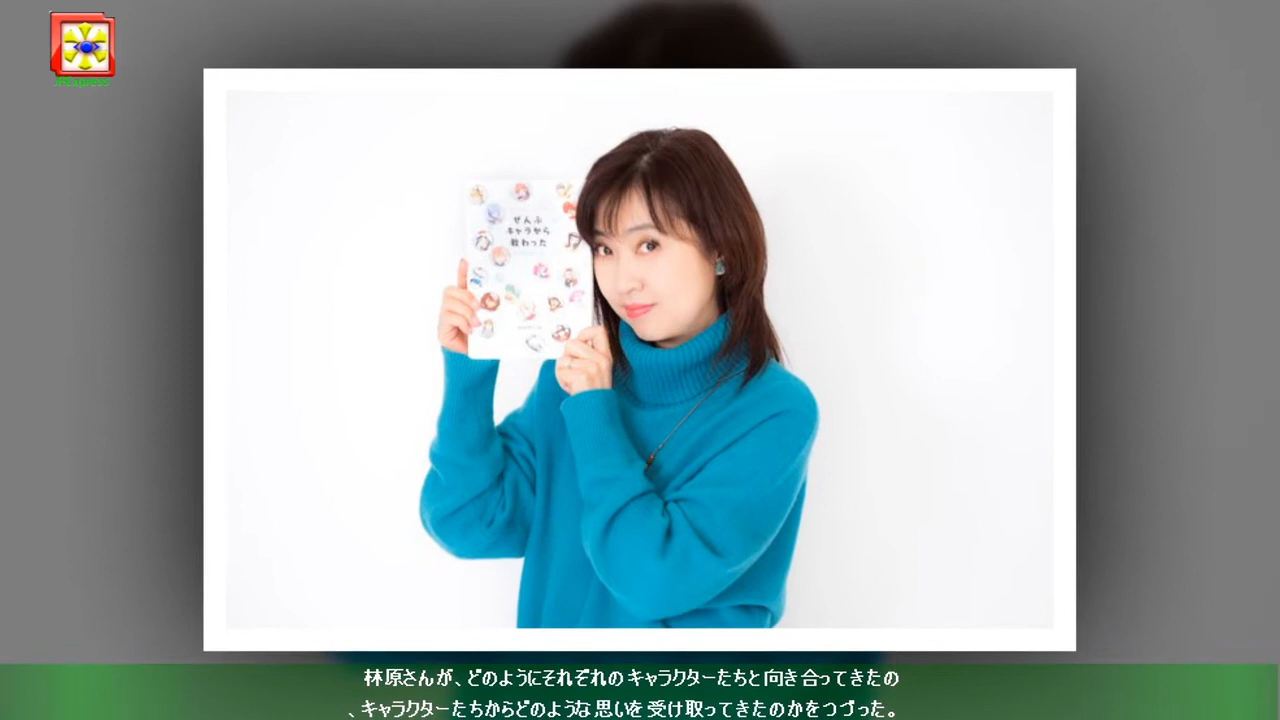 ぜんぶ
キャラから
教わった
林原さんが、どのようにそれぞれのキャラクターたちと向き合ってきたの
、キャラクターたちからどのような思いを受け取ってきたのかをつづった。